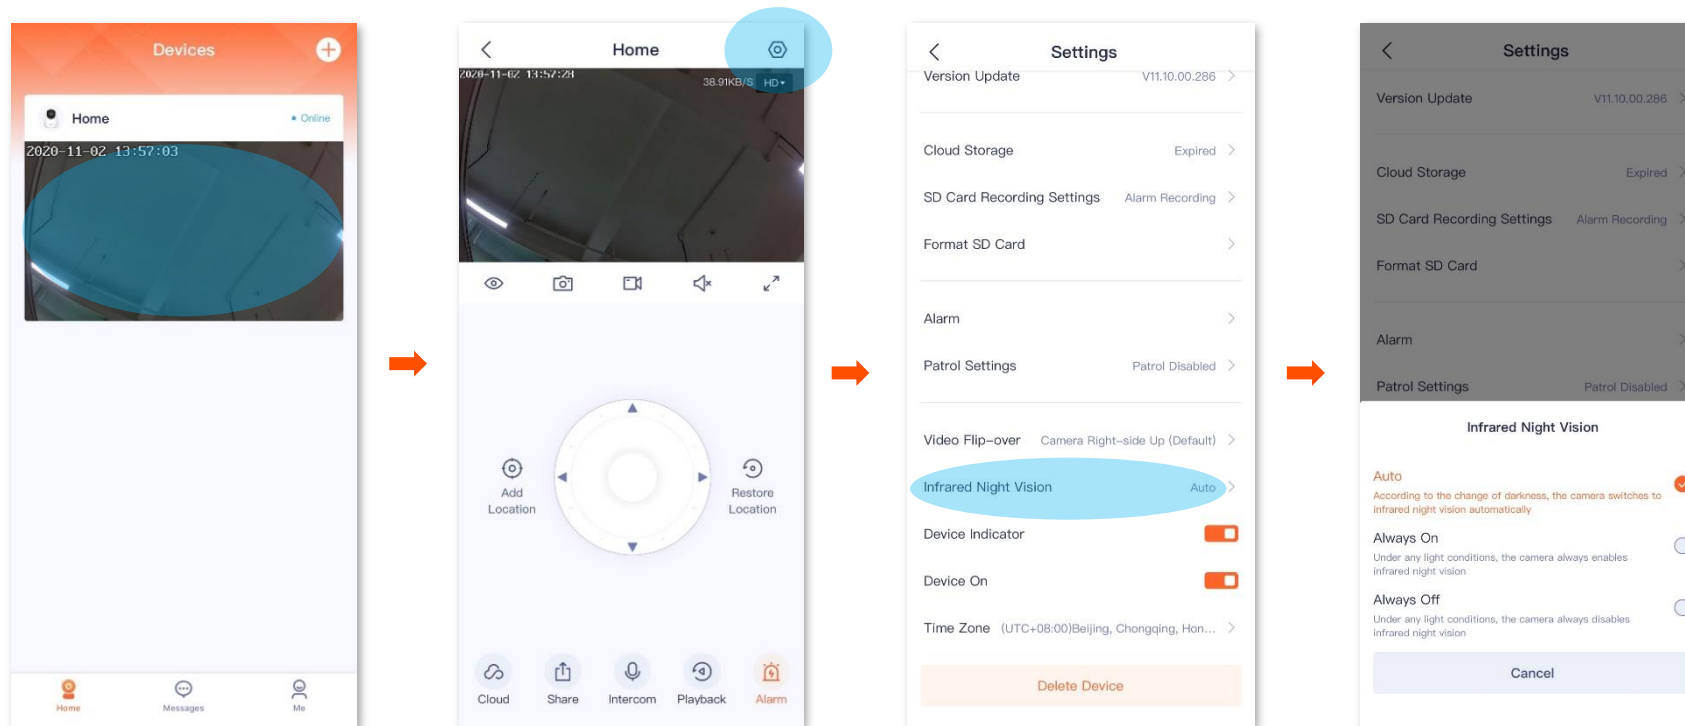 Devices
Home
• Online
2020-11-02 13:57:03
Home
Messages
Me
Home
2020-11-02 13:57:28
38.91KB/S HD
Add
Location
Restore
Location
Cloud
Share
Intercom
Playback
Alarm
Settings
Version Update V11.10.00.286
Cloud Storage Expired
SD Card Recording Settings Alarm Recording
Format SD Card
Alarm
Patrol Settings Patrol Disabled
Video Flip-over Camera Right-side Up (Default)
Infrared Night Vision Auto
Device Indicator
Device On
Time Zone (UTC+08:00)Beijing, Chongqing, Hon...
Delete Device
Settings
Version Update V11.10.00.286
Cloud Storage Expired
SD Card Recording Settings Alarm Recording
Format SD Card
Alarm
Patrol Settings Patrol Disabled
Infrared Night Vision
Auto
According to the change of darkness, the camera switches to
infrared night vision automatically
Always On
Under any light conditions, the camera always enables
infrared night vision
Always Off
Under any light conditions, the camera always disables
infrared night vision
Cancel